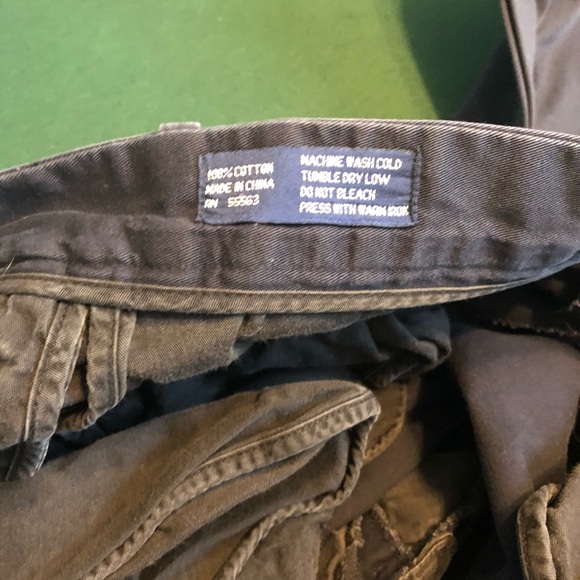 100% COTTON
MADE IN CHINA
RN 55563
MACHINE WASH COLD
TUMBLE DRY LOW
DO NOT BLEACH
PRESS WITH WARM IRON